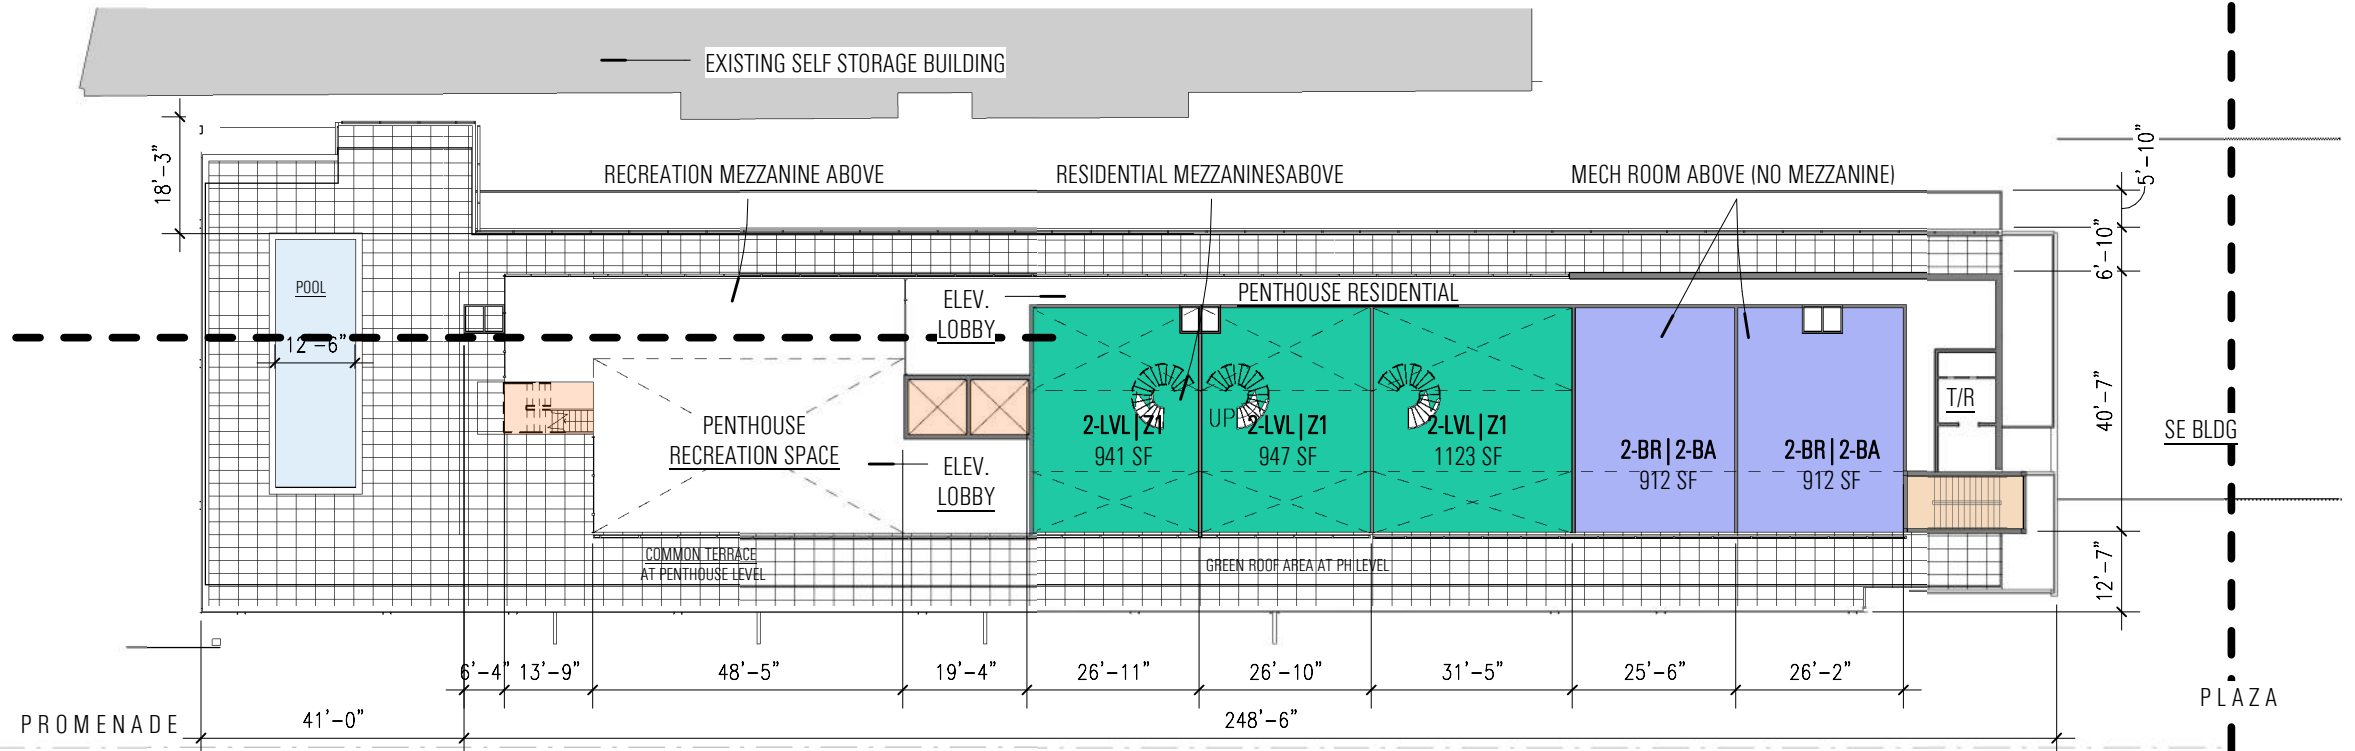 EXISTING SELF STORAGE BUILDING
18'-3"
RECREATION MEZZANINE ABOVE
RESIDENTIAL MEZZANINESABOVE
MECH ROOM ABOVE (NO MEZZANINE)
5'-10"
6'-10"
POOL
12'-6"
ELEV.
LOBBY
PENTHOUSE RESIDENTIAL
PENTHOUSE
RECREATION SPACE
ELEV.
LOBBY
2-LVL|Z1
941 SF
UP
2-LVL|Z1
947 SF
2-LVL|Z1
1123 SF
2-BR|2-BA
912 SF
2-BR|2-BA
912 SF
T/R
40'-7"
SE BLDG
COMMON TERRACE
AT PENTHOUSE LEVEL
GREEN ROOF AREA AT PH LEVEL
12'-7"
6'-4"
13'-9"
48'-5"
19'-4"
26'-11"
26'-10"
31'-5"
25'-6"
26'-2"
PROMENADE
41'-0"
248'-6"
PLAZA